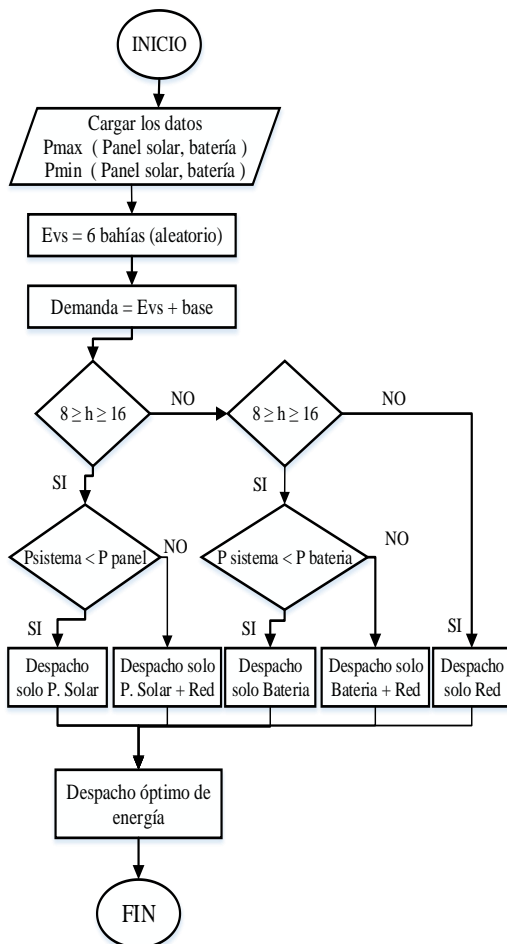 INICIO
Cargar los datos
Pmax ( Panel solar, batería )
Pmin ( Panel solar, batería )
Evs = 6 bahías (aleatorio)
Demanda = Evs + base
8 ≥ h ≥ 16
NO
8 ≥ h ≥ 16
NO
SI
SI
Psistema < P panel
NO
P sistema < P bateria
NO
SI
SI
SI
Despacho
solo P. Solar
Despacho solo
P. Solar + Red
Despacho
solo Bateria
Despacho solo
Bateria + Red
Despacho
solo Red
Despacho óptimo de
energía
FIN